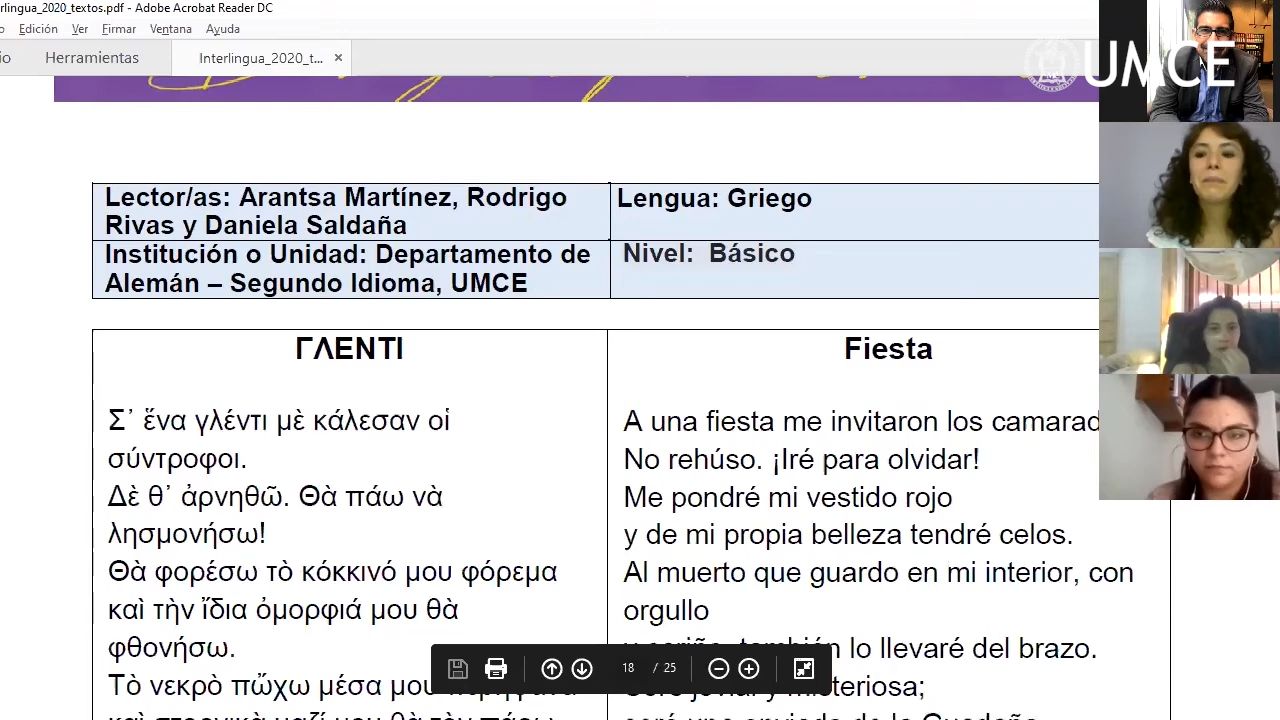 rlingua_2020_textos.pdf - Adobe Acrobat Reader DC
o Edición Ver Firmar Ventana Ayuda
io Herramientas Interlingua_2020_t... ×
UMCE
Lector/as: Arantsa Martínez, Rodrigo
Rivas y Daniela Saldaña
Lengua: Griego
Institución o Unidad: Departamento de
Alemán – Segundo Idioma, UMCE
Nivel: Básico
ΓΛΕΝΤΙ
Σ᾽ ἕνα γλέντι μὲ κάλεσαν οἱ
σύντροφοι.
Δὲ θ᾽ ἀρνηθῶ. Θὰ πάω νὰ
λησμονήσω!
Θὰ φορέσω τὸ κόκκινό μου φόρεμα
καὶ τὴν ἴδια ὀμορφιά μου θὰ
φθονήσω.
Τὸ νεκρὸ πὤχω μέσα μου
Fiesta
A una fiesta me invitaron los camarad
No rehúso. ¡Iré para olvidar!
Me pondré mi vestido rojo
y de mi propia belleza tendré celos.
Al muerto que guardo en mi interior, con
orgullo
y cariño, también lo llevaré del brazo.
18 / 25